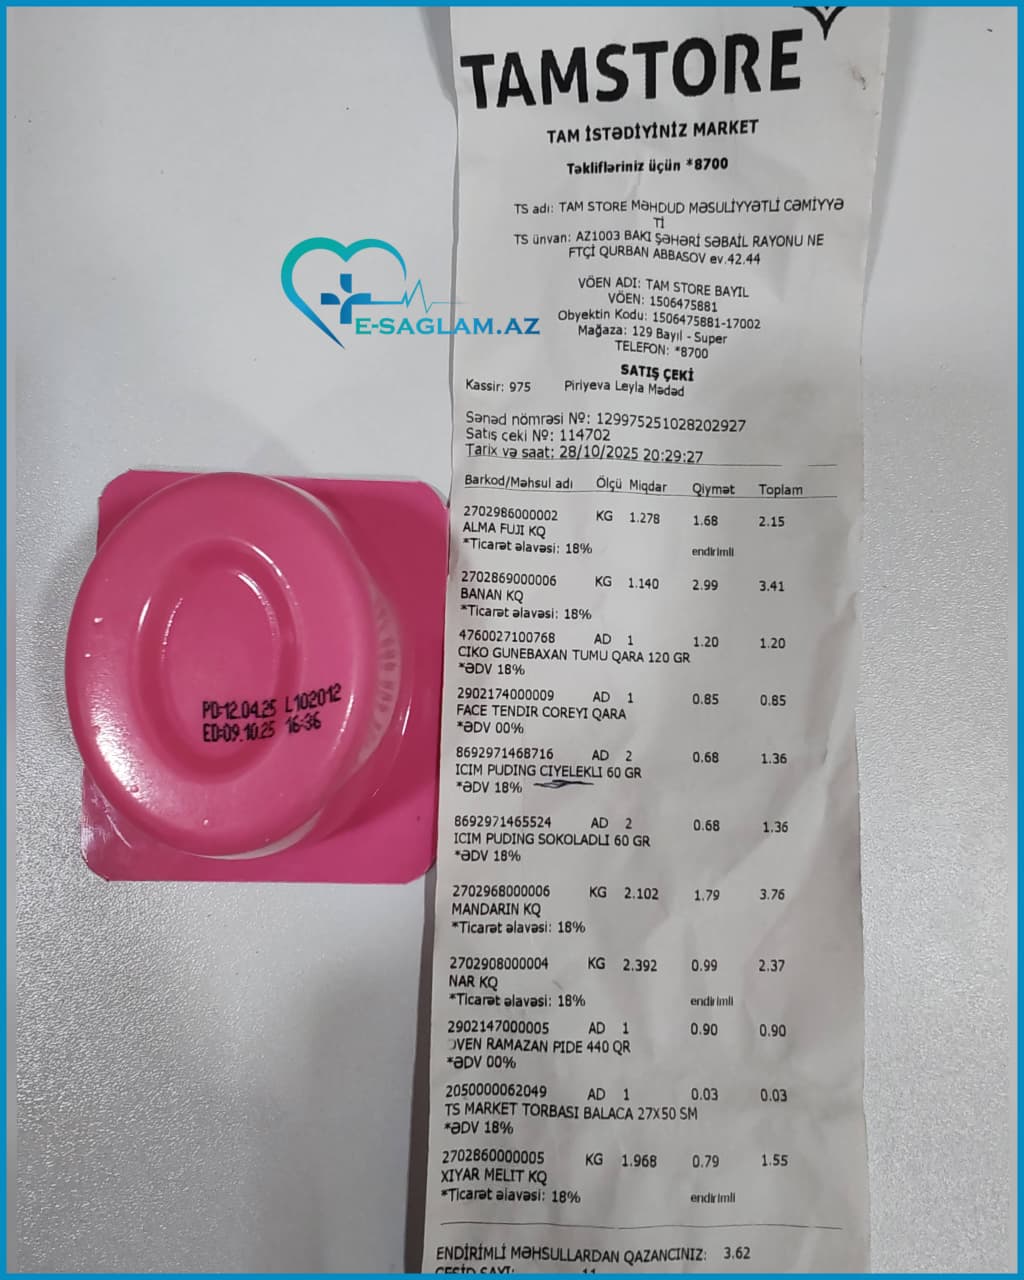 TAMSTORE
TAM İSTƏDİYİNİZ MARKET
Təklifləriniz üçün *8700
TS adı: TAM STORE MƏHDUD MƏSULİYYƏTLİ CƏMİYYƏ
Tİ
TS ünvan: AZ1003 BAKI ŞƏHƏRİ SƏBAİL RAYONU NE
FTÇİ QURBAN ABBASOV ev.42.44
VÖEN ADI: TAM STORE BAYIL
VÖEN: 1506475881
Obyektin Kodu: 1506475881-17002
Mağaza: 129 Bayıl - Super
TELEFON: *8700
SATIŞ ÇEKİ
Kassir: 975 Piriyeva Leyla Mədəd
Sənəd nömrəsi №: 129975251028202927
Satış çeki №: 114702
Tarix və saat: 28/10/2025 20:29:27
Barkod/Məhsul adı Ölçü Miqdar Qiymət Toplam
2702986000002 KG 1.278 1.68 2.15
ALMA FUJI KQ
*Ticarət əlavəsi: 18% endirimli
2702869000006 KG 1.140 2.99 3.41
BANAN KQ
*Ticarət əlavəsi: 18%
4760027100768 AD 1 1.20 1.20
CIKO GUNEBAXAN TUMU QARA 120 GR
*ƏDV 18%
2902174000009 AD 1 0.85 0.85
FACE TENDIR COREYI QARA
*ƏDV 00%
8692971468716 AD 2 0.68 1.36
ICIM PUDING CIYELEKLI 60 GR
*ƏDV 18%
8692971465524 AD 2 0.68 1.36
ICIM PUDING SOKOLADLI 60 GR
*ƏDV 18%
2702968000006 KG 2.102 1.79 3.76
MANDARIN KQ
*Ticarət əlavəsi: 18%
2702908000004 KG 2.392 0.99 2.37
NAR KQ
*Ticarət əlavəsi: 18% endirimli
2902147000005 AD 1 0.90 0.90
OVEN RAMAZAN PIDE 440 QR
*ƏDV 00%
2050000062049 AD 1 0.03 0.03
TS MARKET TORBASI BALACA 27X50 SM
*ƏDV 18%
2702860000005 KG 1.968 0.79 1.55
XIYAR MELIT KQ
*Ticarət əlavəsi: 18% endirimli
ENDİRİMLİ MƏHSULLARDAN QAZANCINIZ: 3.62
E-SAGLAM.AZ
PD:12.04.25 L102012
ED:09.10.25 16:36